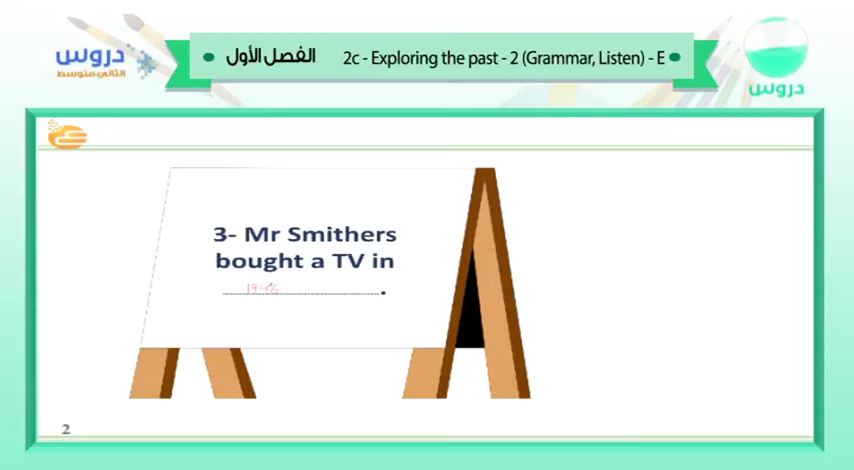 دروس
الثاني متوسط
الفصل الأول
2c - Exploring the past - 2 (Grammar, Listen) - E
دروس
3- Mr Smithers
bought a TV in
1946
2